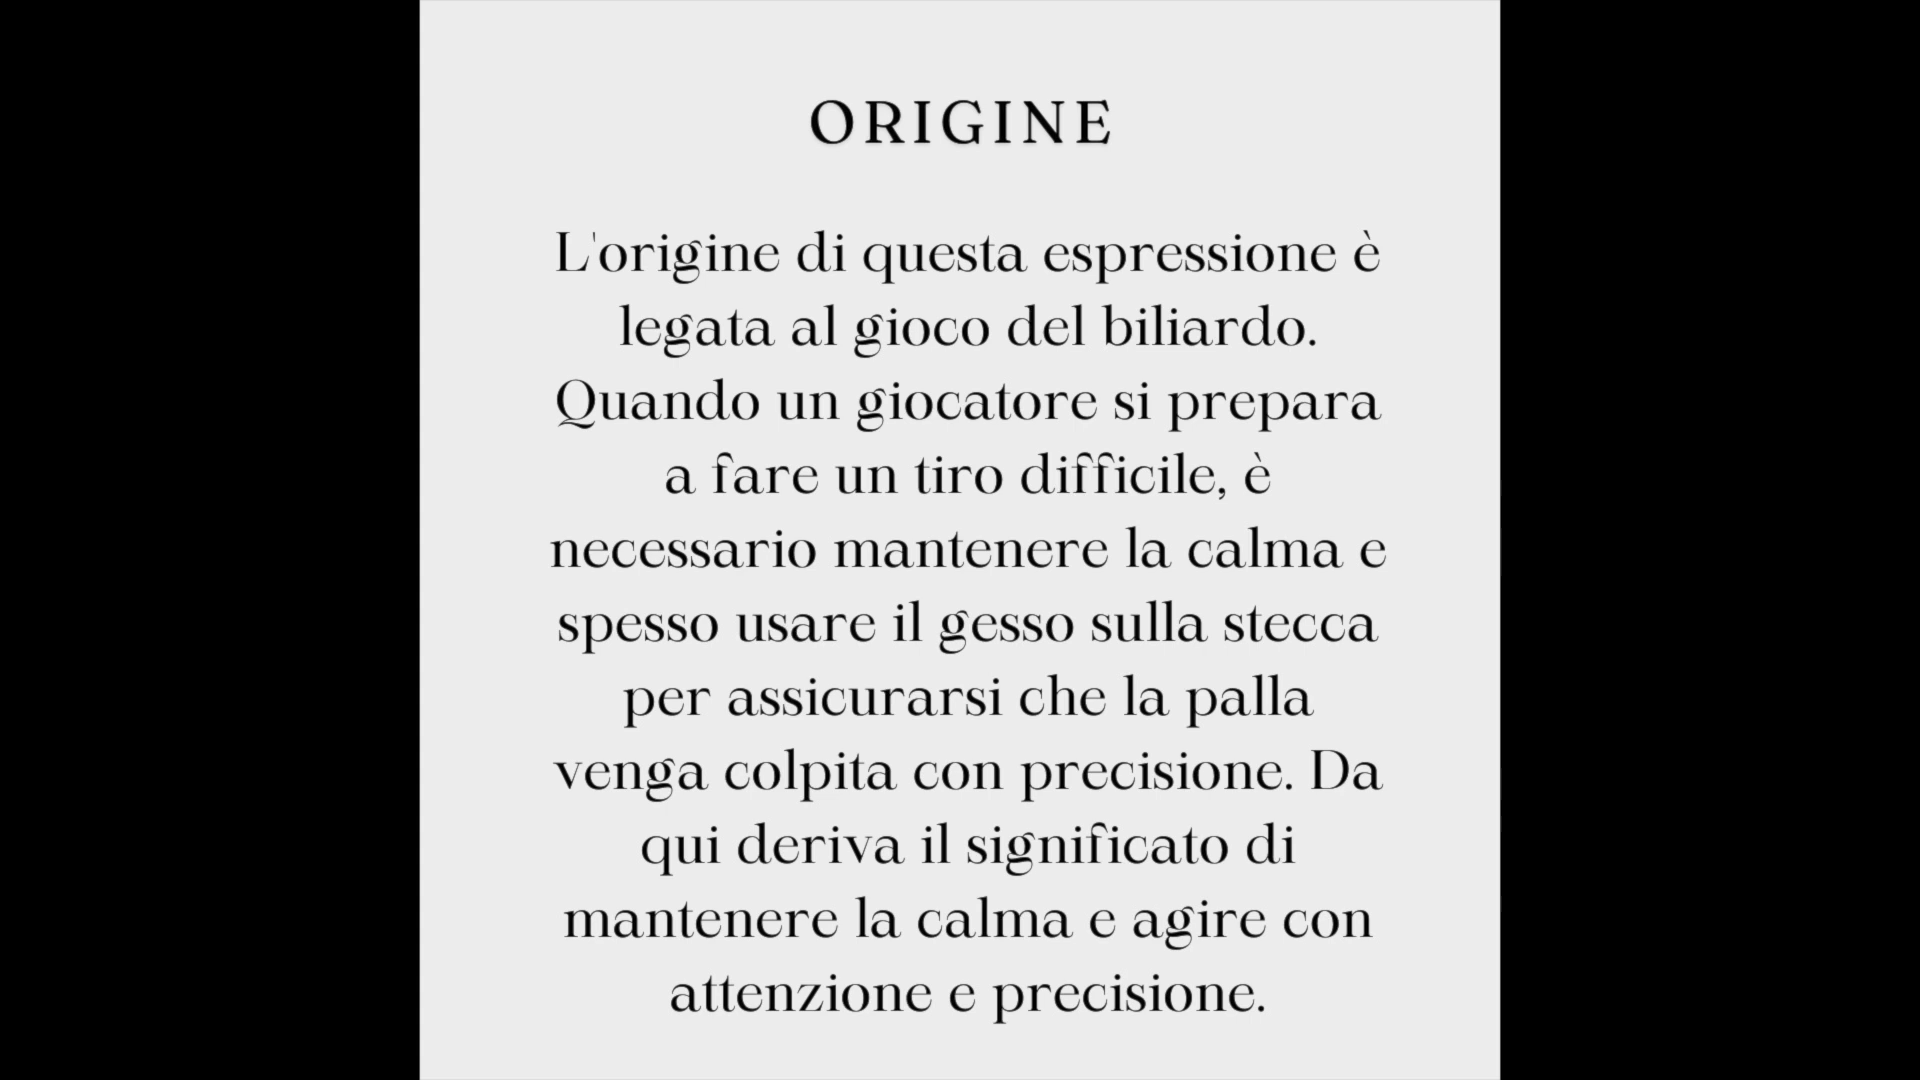 ORIGINE
L'origine di questa espressione è
legata al gioco del biliardo.
Quando un giocatore si prepara
a fare un tiro difficile, è
necessario mantenere la calma e
spesso usare il gesso sulla stecca
per assicurarsi che la palla
venga colpita con precisione. Da
qui deriva il significato di
mantenere la calma e agire con
attenzione e precisione.